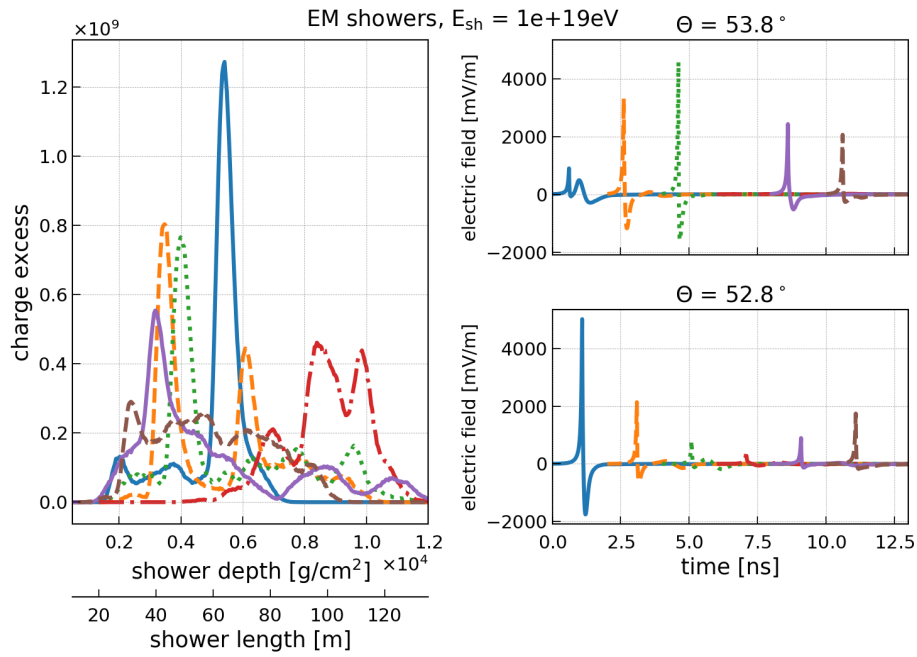 EM showers, E_sh = 1e+19eV
×10⁹
1.2
1.0
0.8
0.6
0.4
0.2
0.0
charge excess
0.2 0.4 0.6 0.8 1.0 1.2
×10⁴
shower depth [g/cm²]
20 40 60 80 100 120
shower length [m]
Θ = 53.8°
4000
2000
0
−2000
electric field [mV/m]
Θ = 52.8°
4000
2000
0
−2000
electric field [mV/m]
0.0 2.5 5.0 7.5 10.0 12.5
time [ns]